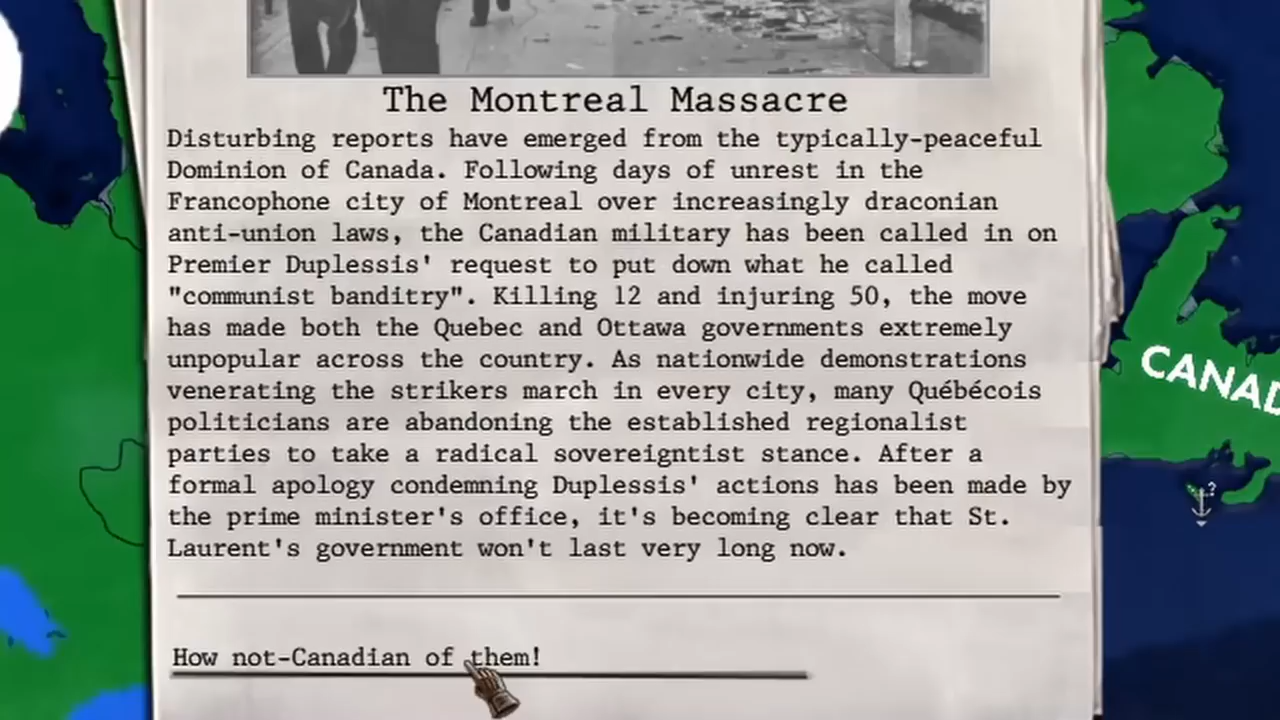 The Montreal Massacre
Disturbing reports have emerged from the typically-peaceful
Dominion of Canada. Following days of unrest in the
Francophone city of Montreal over increasingly draconian
anti-union laws, the Canadian military has been called in on
Premier Duplessis' request to put down what he called
"communist banditry". Killing 12 and injuring 50, the move
has made both the Quebec and Ottawa governments extremely
unpopular across the country. As nationwide demonstrations
venerating the strikers march in every city, many Québécois
politicians are abandoning the established regionalist
parties to take a radical sovereigntist stance. After a
formal apology condemning Duplessis' actions has been made by
the prime minister's office, it's becoming clear that St.
Laurent's government won't last very long now.
How not-Canadian of them!
CANAD
?